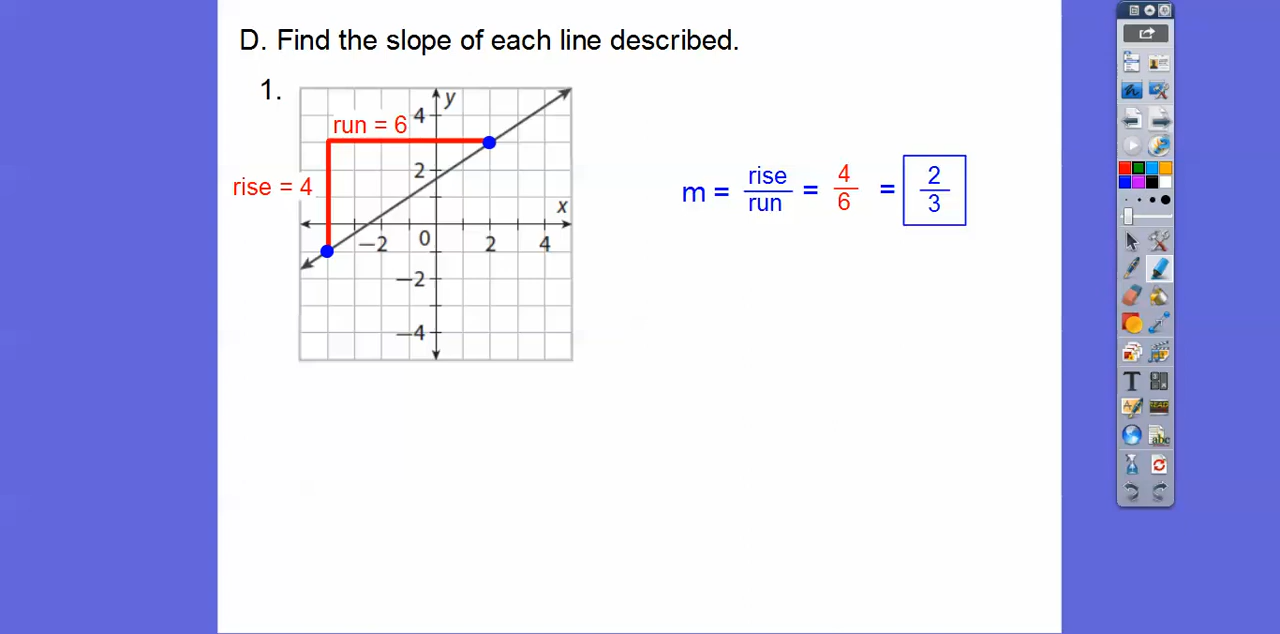 D. Find the slope of each line described.
1.
y
4
run = 6
2
rise = 4
x
−2
0
2
4
−2
−4
m = rise/run = 4/6 = 2/3